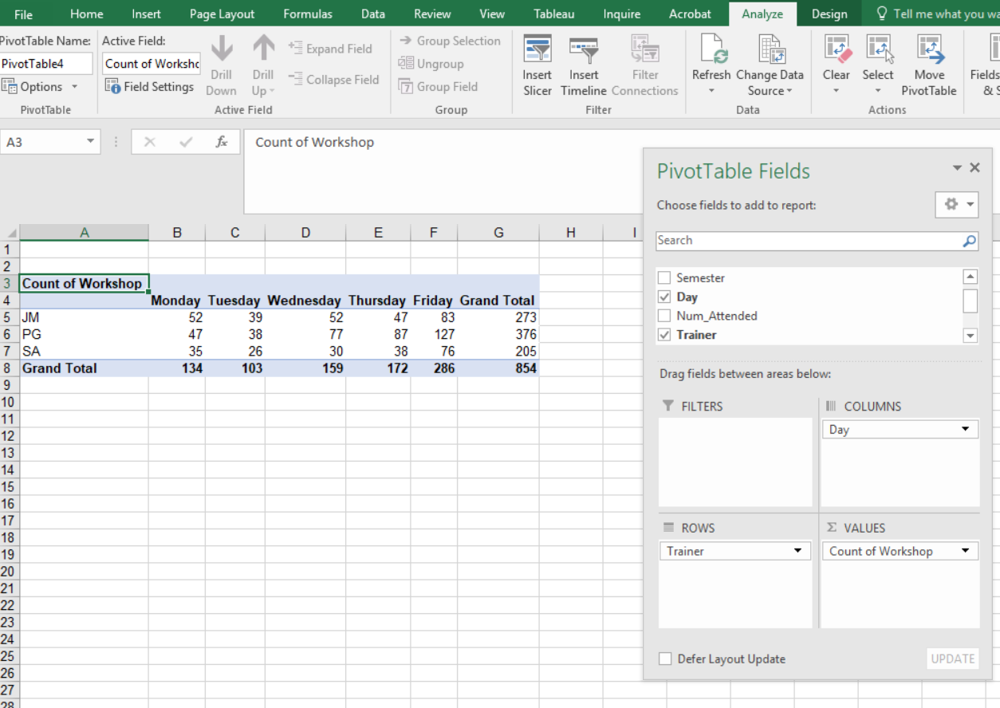 File Home Insert Page Layout Formulas Data Review View Tableau Inquire Acrobat Analyze Design Tell me what you wa
PivotTable Name: Active Field:
PivotTable4 Count of Worksho
Options Field Settings
PivotTable
Drill Down
Drill Up
Expand Field
Collapse Field
Active Field
Group Selection
Ungroup
7 Group Field
Group
Insert Slicer
Insert Timeline
Filter Connections
Filter
Refresh
Change Data Source
Data
Clear
Select
Move PivotTable
Actions
Fields
& S
A3 fx Count of Workshop
A B C D E F G H I
1
2
3 Count of Workshop
4 Monday Tuesday Wednesday Thursday Friday Grand Total
5 JM 52 39 52 47 83 273
6 PG 47 38 77 87 127 376
7 SA 35 26 30 38 76 205
8 Grand Total 134 103 159 172 286 854
9
10
11
12
13
14
15
16
17
18
19
20
21
22
23
24
25
26
27
28
PivotTable Fields
Choose fields to add to report:
Search
Semester
Day
Num_Attended
Trainer
Drag fields between areas below:
FILTERS
COLUMNS
Day
ROWS
Trainer
Σ VALUES
Count of Workshop
Defer Layout Update UPDATE